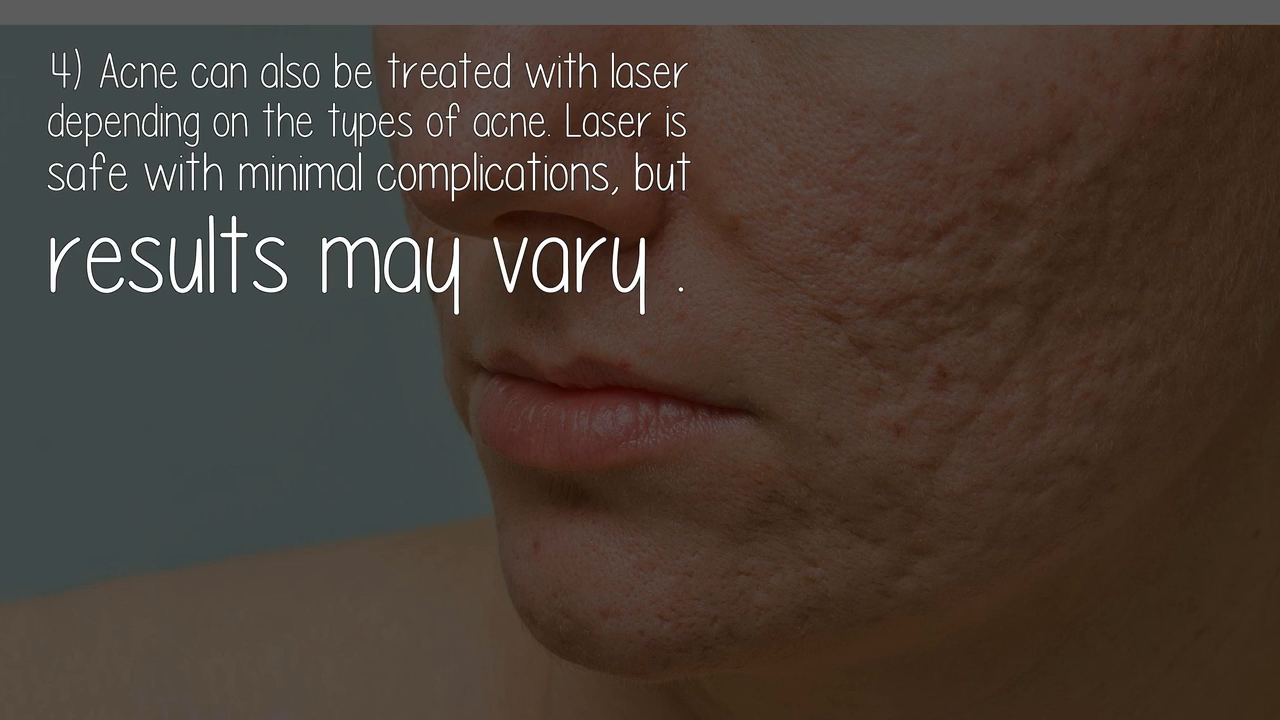 4) Acne can also be treated with laser
depending on the types of acne. Laser is
safe with minimal complications, but
results may vary .